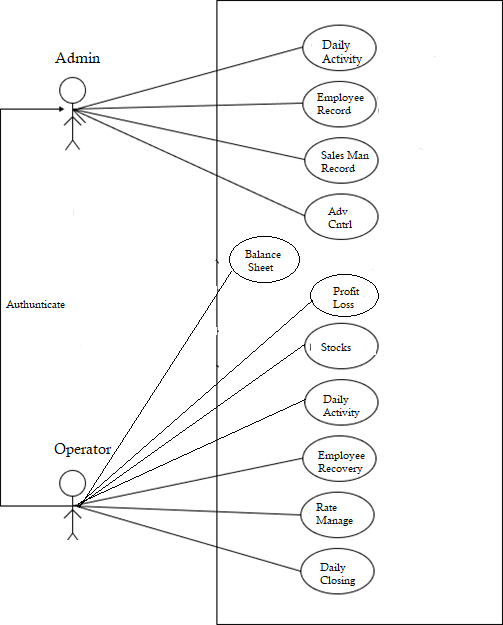 Admin
Daily
Activity
Employee
Record
Sales Man
Record
Adv
Cntrl
Balance
Sheet
Profit
Loss
Authunticate
Stocks
Daily
Activity
Operator
Employee
Recovery
Rate
Manage
Daily
Closing